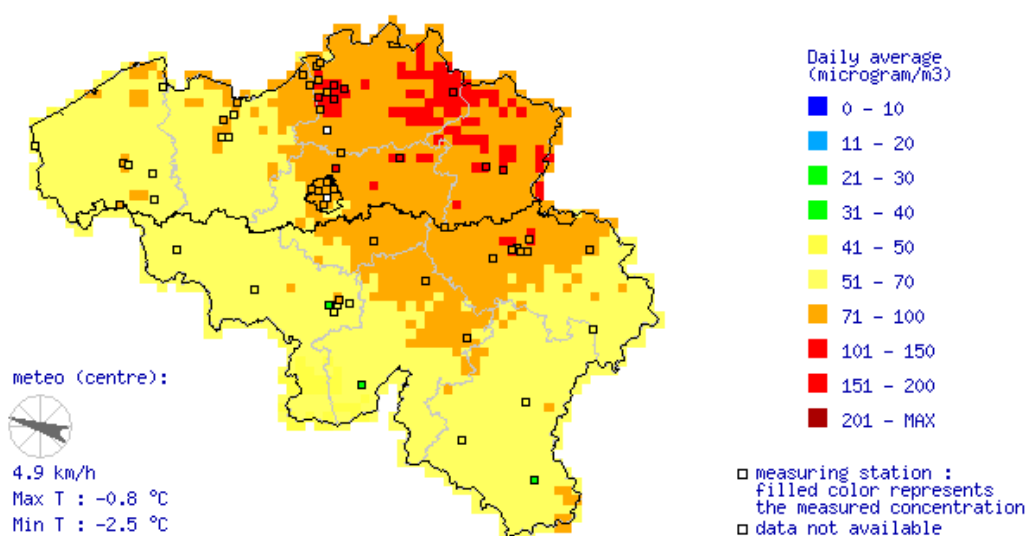 Daily average
(microgram/m3)
0 - 10
11 - 20
21 - 30
31 - 40
41 - 50
51 - 70
71 - 100
101 - 150
151 - 200
201 - MAX
meteo (centre):
4.9 km/h
Max T : -0.8 °C
Min T : -2.5 °C
measuring station :
filled color represents
the measured concentration
data not available